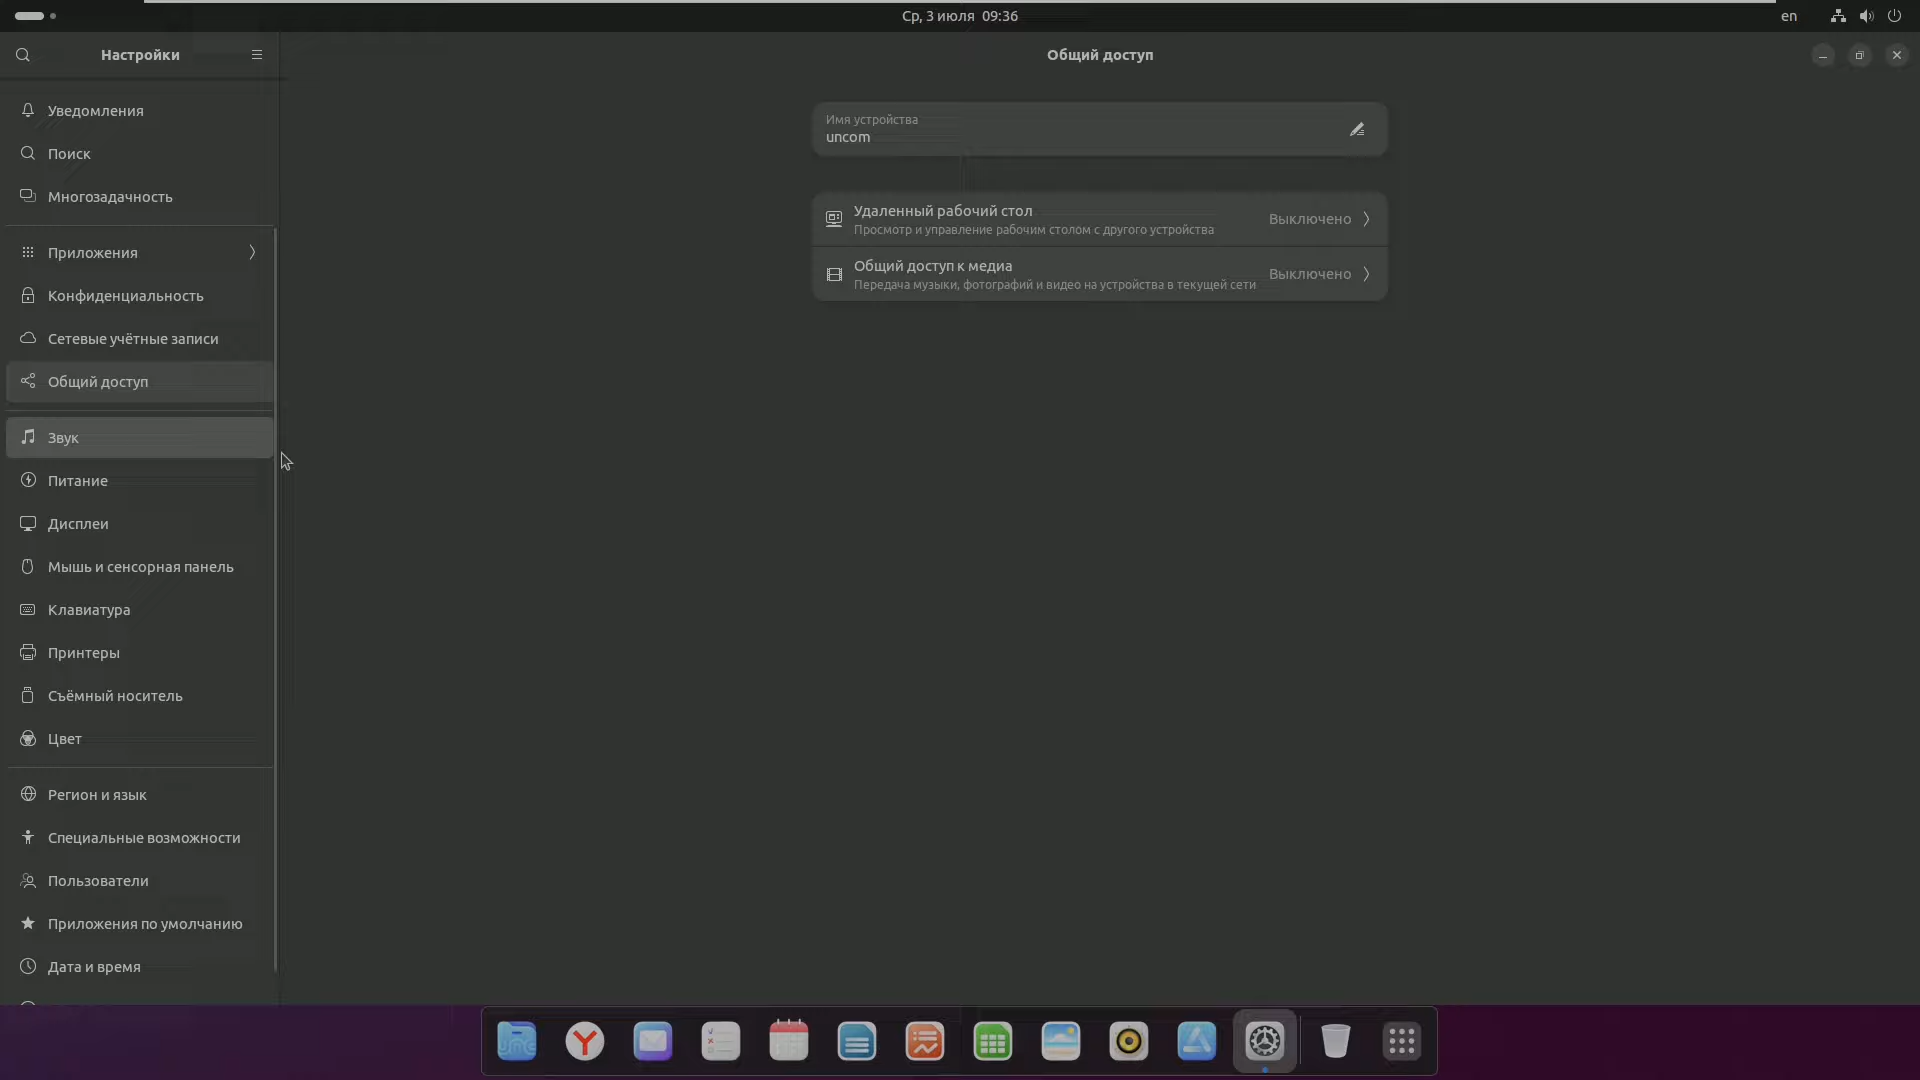 Ср, 3 июля 09:36
en
Настройки
Общий доступ
Уведомления
Поиск
Многозадачность
Приложения
Конфиденциальность
Сетевые учётные записи
Общий доступ
Звук
Питание
Дисплеи
Мышь и сенсорная панель
Клавиатура
Принтеры
Съёмный носитель
Цвет
Регион и язык
Специальные возможности
Пользователи
Приложения по умолчанию
Дата и время
Имя устройства
uncom
Удаленный рабочий стол
Просмотр и управление рабочим столом с другого устройства
Выключено
Общий доступ к медиа
Передача музыки, фотографий и видео на устройства в текущей сети
Выключено